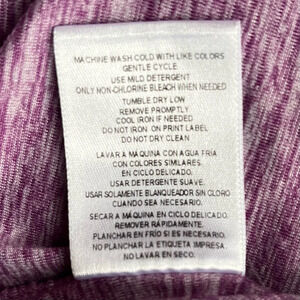 MACHINE WASH COLD WITH LIKE COLORS
GENTLE CYCLE
USE MILD DETERGENT
ONLY NON-CHLORINE BLEACH WHEN NEEDED
TUMBLE DRY LOW
REMOVE PROMPTLY
COOL IRON IF NEEDED
DO NOT IRON ON PRINT LABEL
DO NOT DRY CLEAN
LAVAR A MÁQUINA CON AGUA FRÍA
CON COLORES SIMILARES.
EN CICLO DELICADO.
USAR DETERGENTE SUAVE.
USAR SOLAMENTE BLANQUEADOR SIN CLORO
CUANDO SEA NECESARIO.
SECAR A MÁQUINA EN CICLO DELICADO.
REMOVER RÁPIDAMENTE.
PLANCHAR EN FRÍO SI ES NECESARIO
NO PLANCHAR LA ETIQUETA IMPRESA.
NO LAVAR EN SECO.